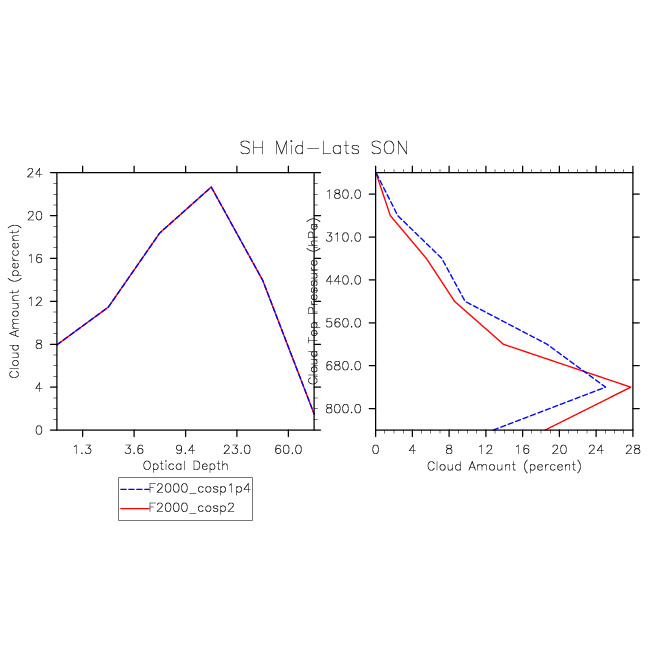 SH Mid-Lats SON
Cloud Amount (percent)
24
20
16
12
8
4
0
1.3 3.6 9.4 23.0 60.0
Optical Depth
Cloud Top Pressure (hPa)
180.0
310.0
440.0
560.0
680.0
800.0
0 4 8 12 16 20 24 28
Cloud Amount (percent)
F2000_cosp1p4
F2000_cosp2